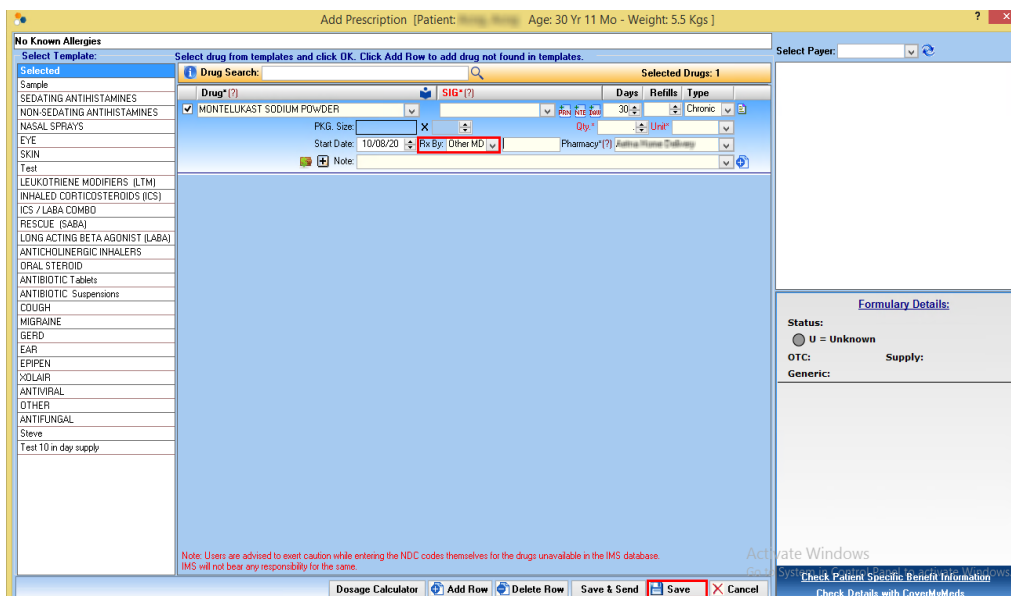 Add Prescription [Patient: Age: 30 Yr 11 Mo - Weight: 5.5 Kgs ]
? X
No Known Allergies
Select Template:
Select drug from templates and click OK. Click Add Row to add drug not found in templates.
Select Payer:
Selected
Sample
SEDATING ANTIHISTAMINES
NON-SEDATING ANTIHISTAMINES
NASAL SPRAYS
EYE
SKIN
Test
LEUKOTRIENE MODIFIERS (LTM)
INHALED CORTICOSTEROIDS (ICS)
ICS / LABA COMBO
RESCUE (SABA)
LONG ACTING BETA AGONIST (LABA)
ANTICHOLINERGIC INHALERS
ORAL STEROID
ANTIBIOTIC Tablets
ANTIBIOTIC Suspensions
COUGH
MIGRAINE
GERD
EAR
EPIPEN
XOLAIR
ANTIVIRAL
OTHER
ANTIFUNGAL
Steve
Test 10 in day supply
Drug Search: Selected Drugs: 1
Drug*(?) SIG*(?) Days Refills Type
MONTELUKAST SODIUM POWDER PRN NTE DAW 30 Chronic
PKG. Size: X Qty.* . Unit*
Start Date: 10/08/20 Rx By: Other MD Pharmacy*(?) Aetna Home Delivery
Note:
Note: Users are advised to exert caution while entering the NDC codes themselves for the drugs unavailable in the IMS database.
IMS will not bear any responsibility for the same.
Dosage Calculator Add Row Delete Row Save & Send Save Cancel
Formulary Details:
Status:
U = Unknown
OTC: Supply:
Generic:
Activate Windows
Go to System in Control Panel to activate Windows.
Check Patient Specific Benefit Information
Check Details with CoverMyMeds